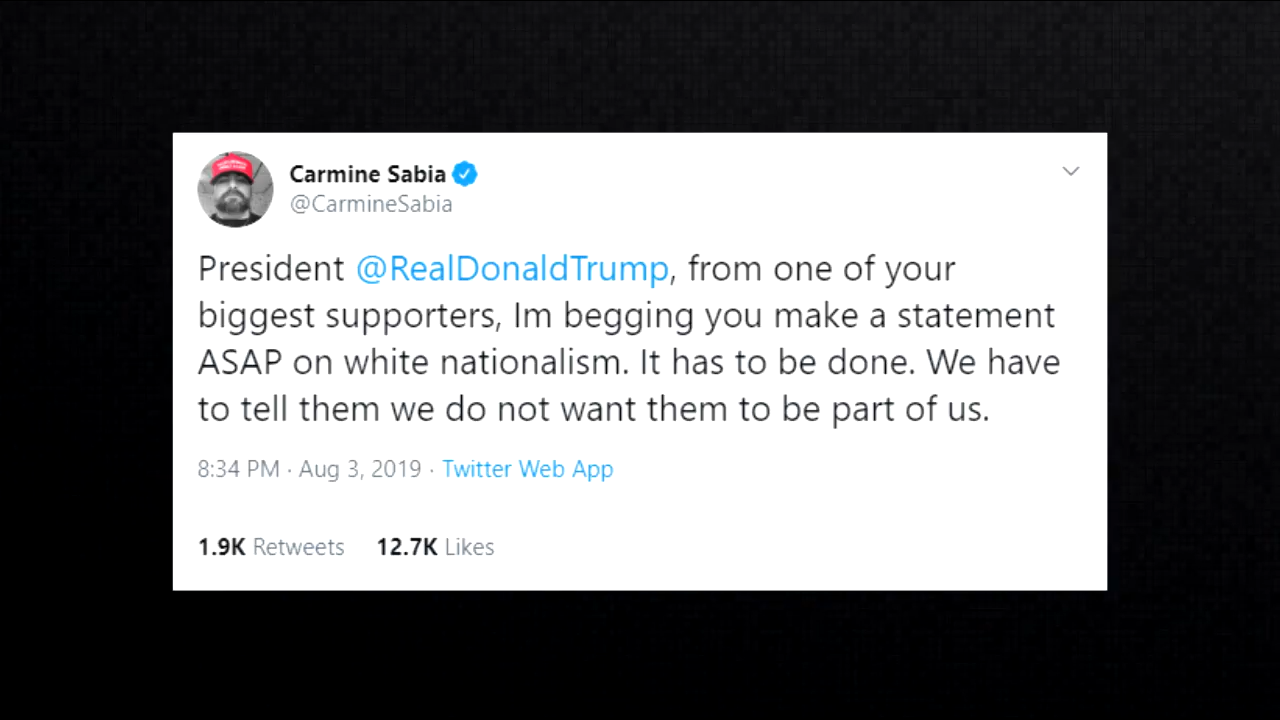 Carmine Sabia
@CarmineSabia
President @RealDonaldTrump, from one of your
biggest supporters, Im begging you make a statement
ASAP on white nationalism. It has to be done. We have
to tell them we do not want them to be part of us.
8:34 PM · Aug 3, 2019 · Twitter Web App
1.9K Retweets 12.7K Likes